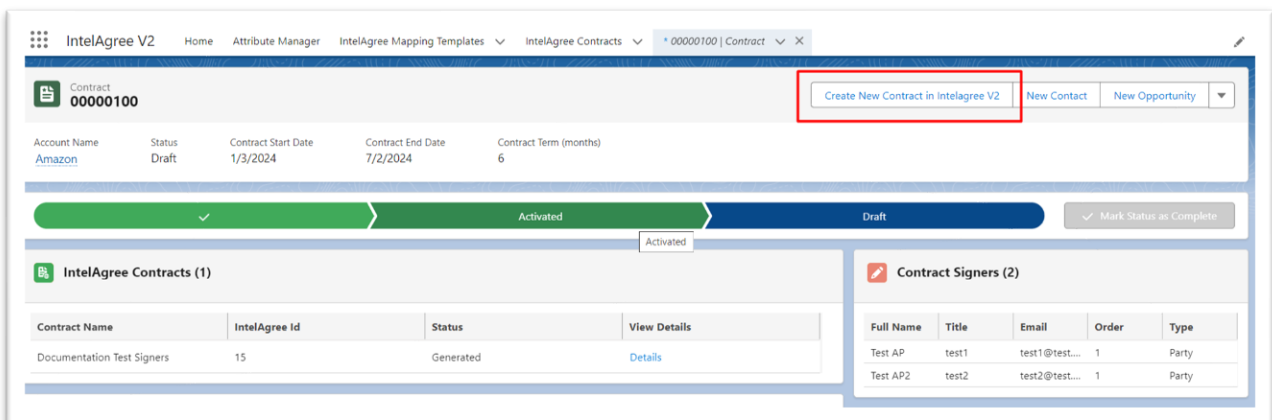 IntelAgree V2 Home Attribute Manager IntelAgree Mapping Templates IntelAgree Contracts * 00000100 | Contract
Contract
00000100
Create New Contract in Intelagree V2 New Contact New Opportunity
Account Name Status Contract Start Date Contract End Date Contract Term (months)
Amazon Draft 1/3/2024 7/2/2024 6
Activated Draft Mark Status as Complete
Activated
IntelAgree Contracts (1)
Contract Name IntelAgree Id Status View Details
Documentation Test Signers 15 Generated Details
Contract Signers (2)
Full Name Title Email Order Type
Test AP test1 test1@test.... 1 Party
Test AP2 test2 test2@test.... 1 Party